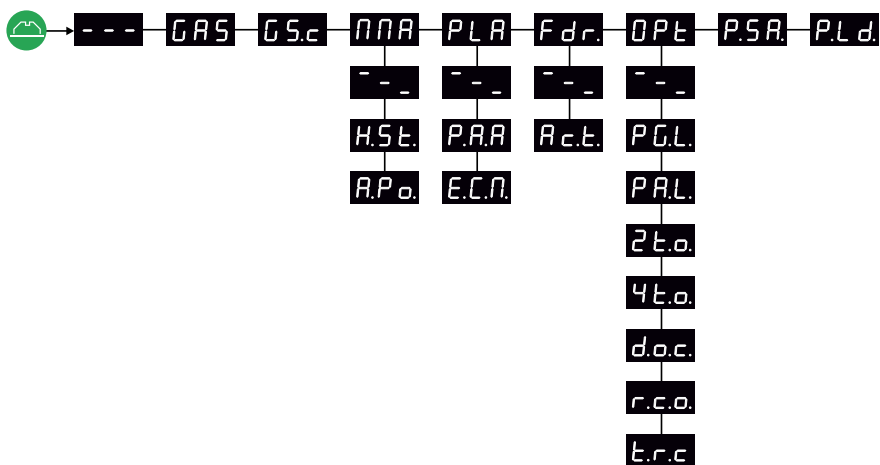 --- GAS GS.c MMA PLA Fdr. OPt P.SA. P.Ld.
‾-_ ‾-_ ‾-_ ‾-_
H.St. P.A.A Ac.t. PG.L.
A.Po. E.C.M. PA.L.
2t.o.
4t.o.
d.o.c.
r.c.o.
t.r.c